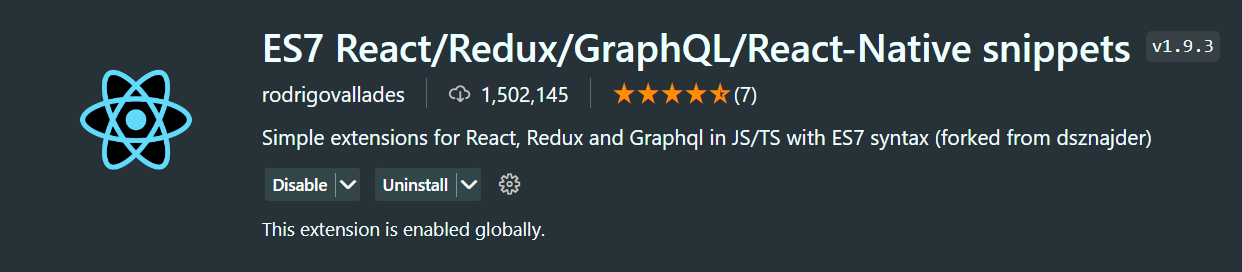 ES7 React/Redux/GraphQL/React-Native snippets v1.9.3
rodrigovallades 1,502,145 (7)
Simple extensions for React, Redux and Graphql in JS/TS with ES7 syntax (forked from dsznajder)
Disable Uninstall
This extension is enabled globally.